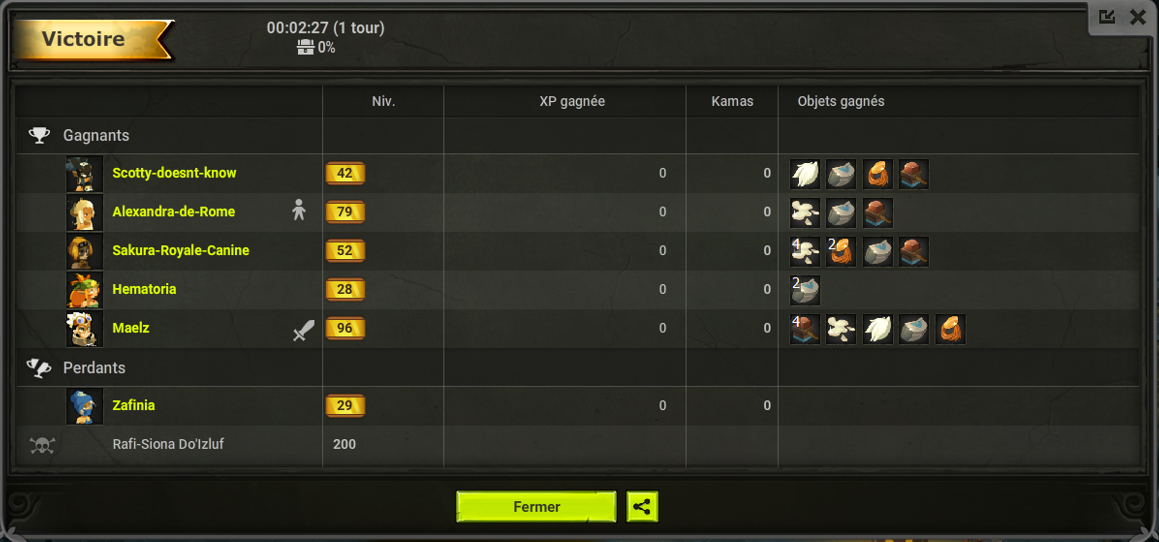 Victoire
00:02:27 (1 tour)
0%
Niv. XP gagnée Kamas Objets gagnés
Gagnants
Scotty-doesnt-know 42 0 0
Alexandra-de-Rome 79 0 0
Sakura-Royale-Canine 52 0 0 4 2
Hematoria 28 0 0 2
Maelz 96 0 0 4
Perdants
Zafinia 29 0 0
Rafi-Siona Do'Izluf 200
Fermer